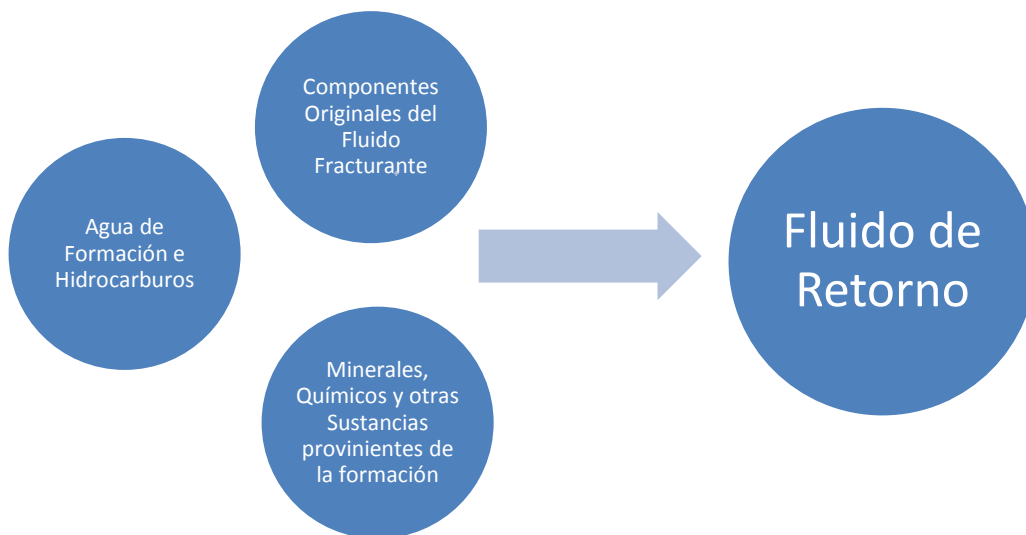 Componentes
Originales del
Fluido
Fracturante
Agua de
Formación e
Hidrocarburos
Minerales,
Químicos y otras
Sustancias
provinientes de
la formación
Fluido de
Retorno